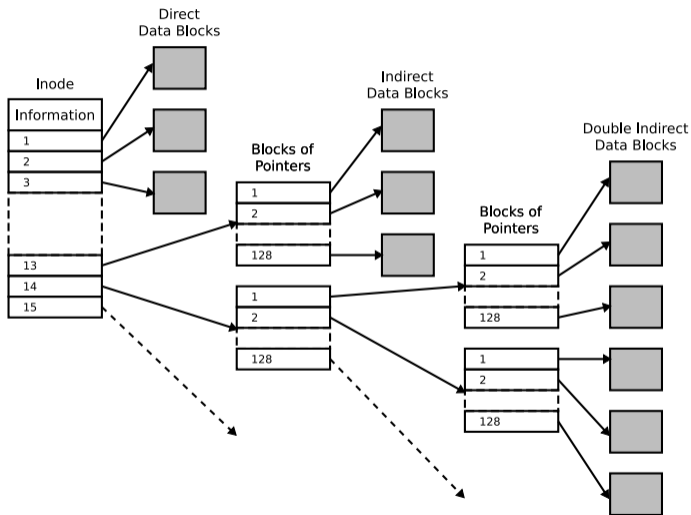 Direct
Data Blocks
Inode
Information
1
2
3
13
14
15
Blocks of
Pointers
1
2
128
1
2
128
Indirect
Data Blocks
Blocks of
Pointers
1
2
128
1
2
128
Double Indirect
Data Blocks